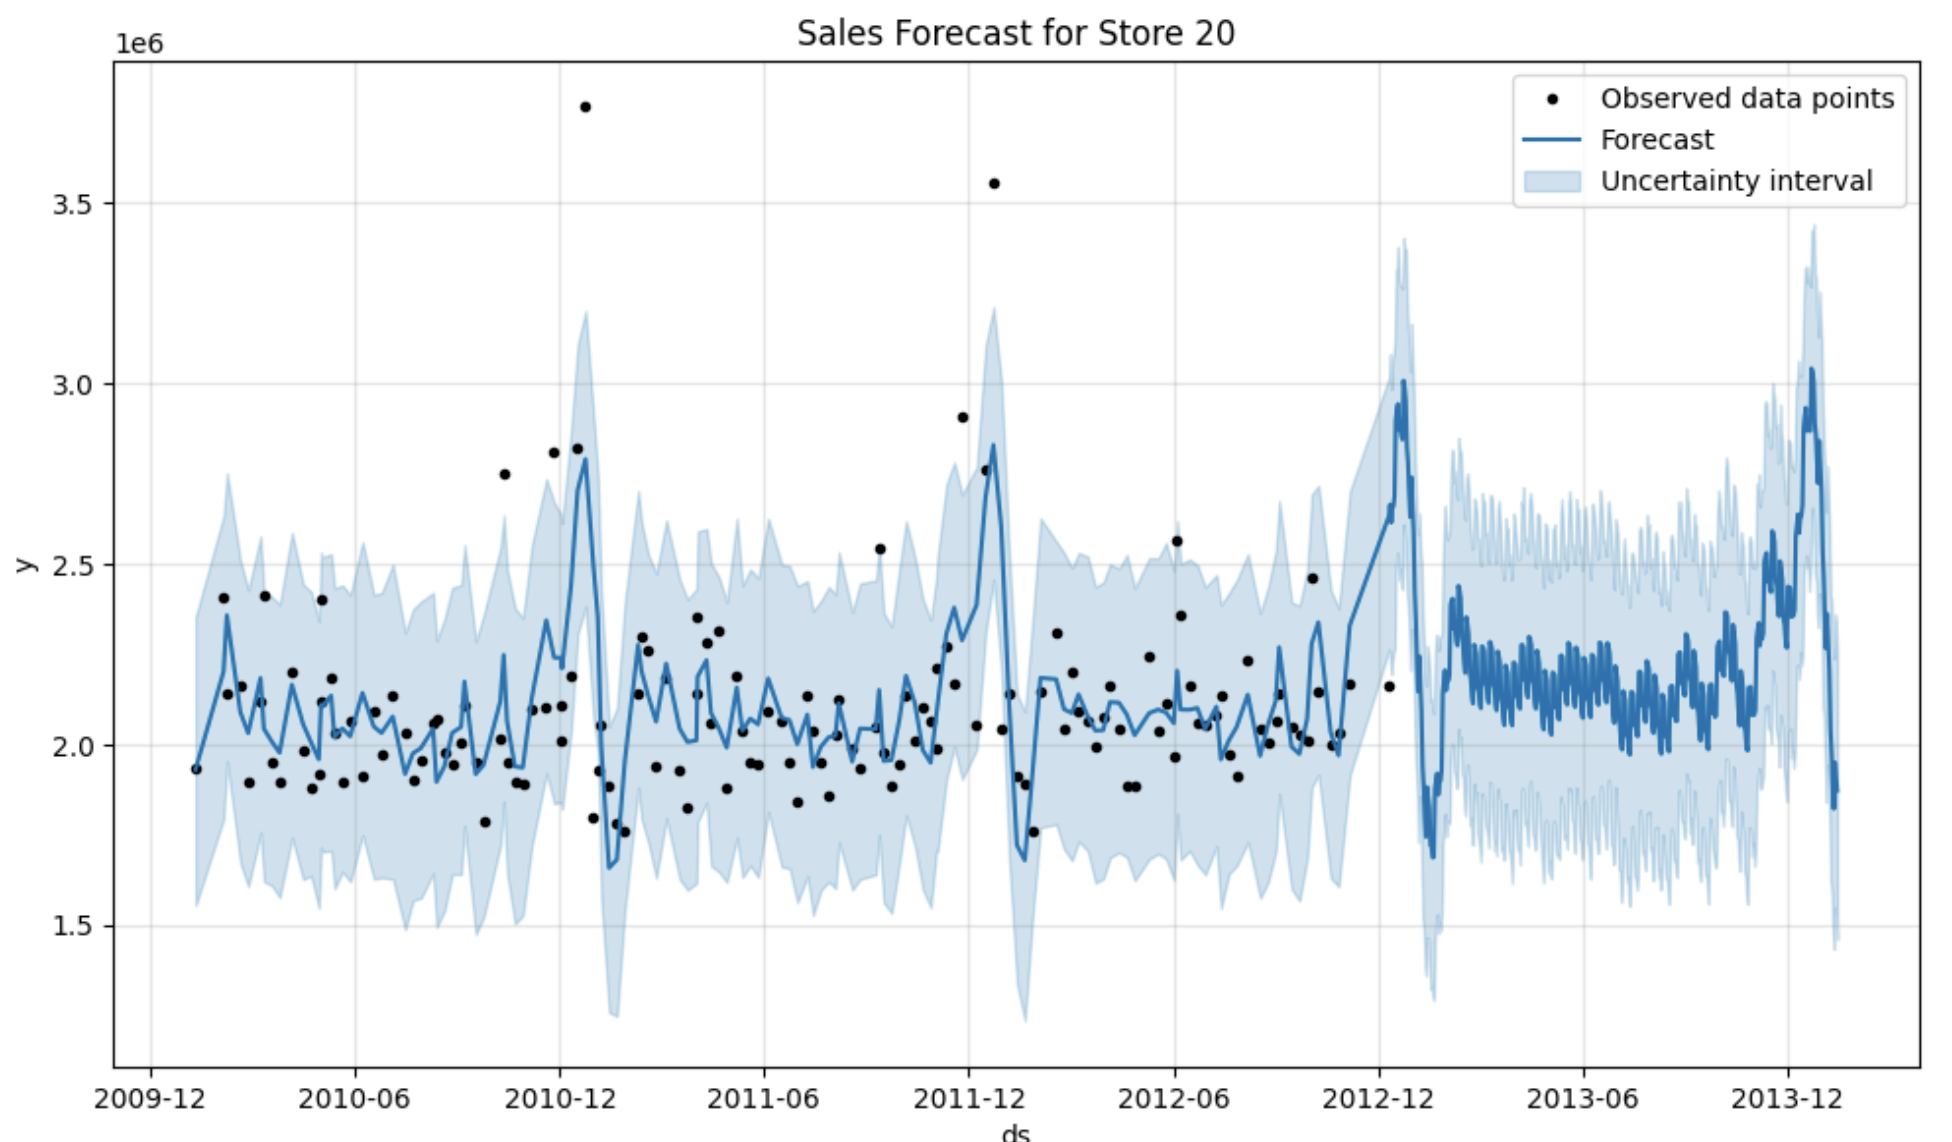 Sales Forecast for Store 20
1e6
Observed data points
Forecast
Uncertainty interval
3.5
3.0
2.5
2.0
1.5
y
2009-12
2010-06
2010-12
2011-06
2011-12
2012-06
2012-12
2013-06
2013-12
ds